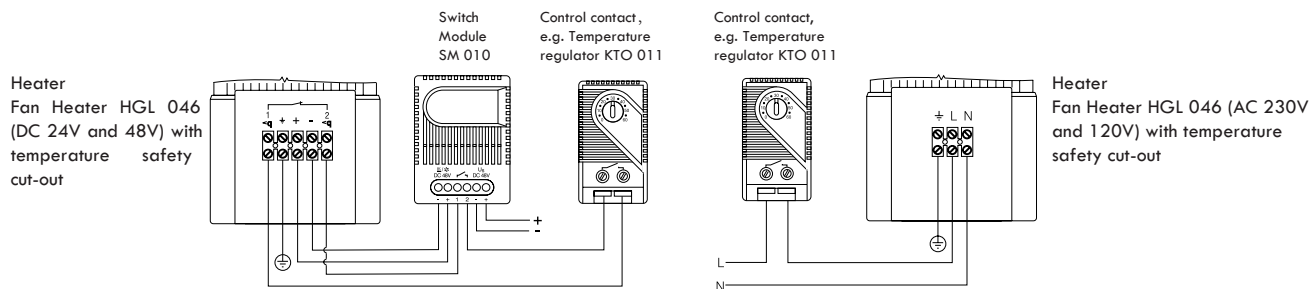 Switch
Module
SM 010
Control contact,
e.g. Temperature
regulator KTO 011
Control contact,
e.g. Temperature
regulator KTO 011
Heater
Fan Heater HGL 046
(DC 24V and 48V) with
temperature safety
cut-out
Heater
Fan Heater HGL 046 (AC 230V
and 120V) with temperature
safety cut-out
1 + - 2
DC 48V DC 48V
- + 1 2 - +
+
-
L N
L
N